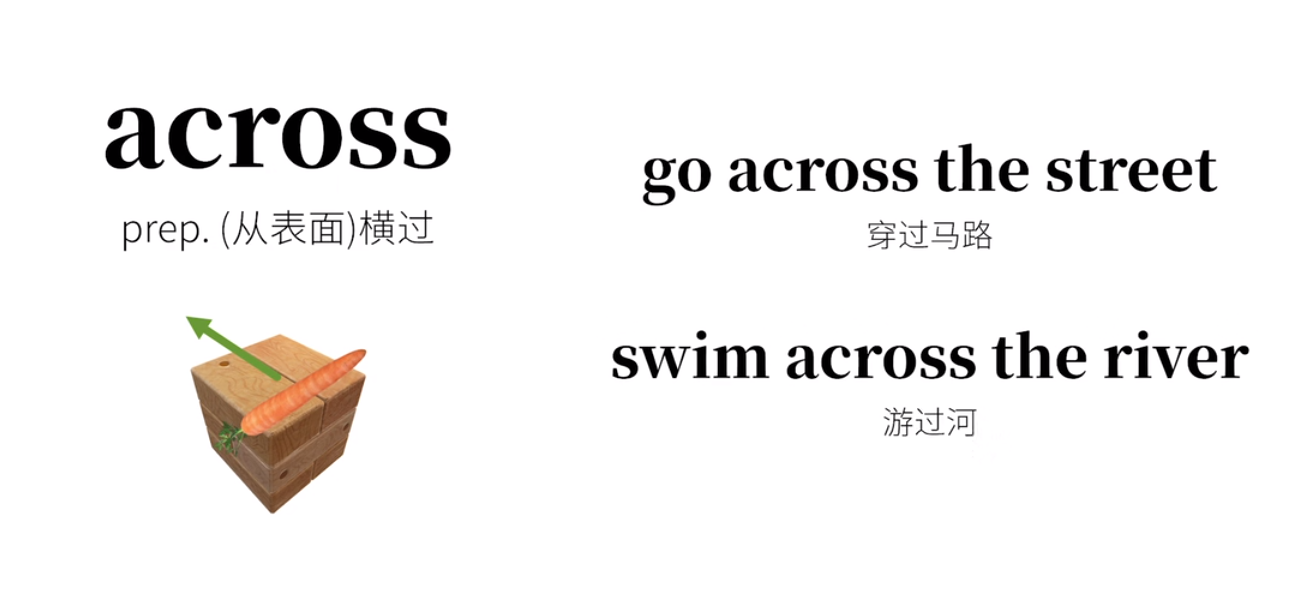 across
prep. (从表面)横过
go across the street
穿过马路
swim across the river
游过河